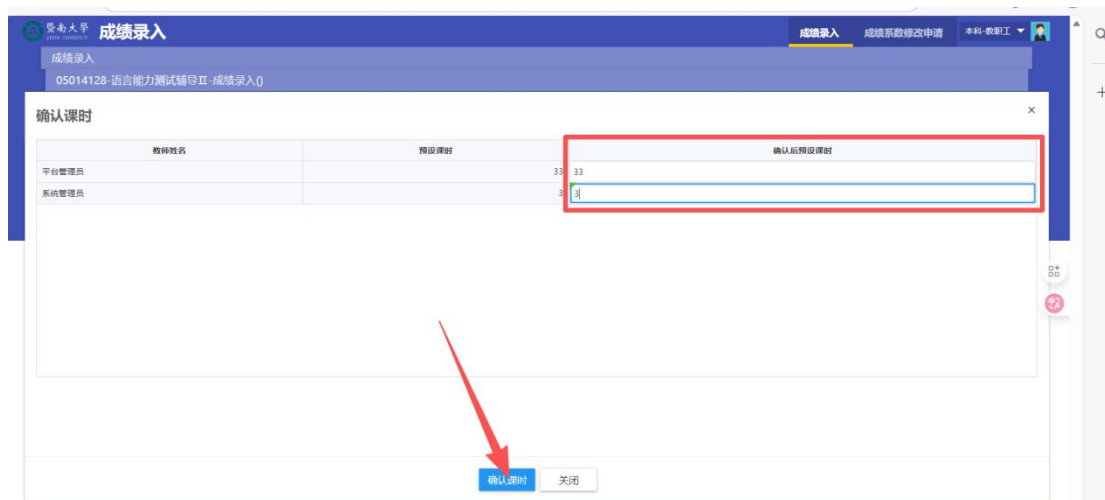 暨南大学 成绩录入 成绩录入 成绩系数修改申请 本科-教职工
JINAN UNIVERSITY
成绩录入
05014128-语言能力测试辅导Ⅱ-成绩录入()
确认课时 ×
教师姓名 预设课时 确认后预设课时
平台管理员 33 33
系统管理员 3 3
确认课时 关闭